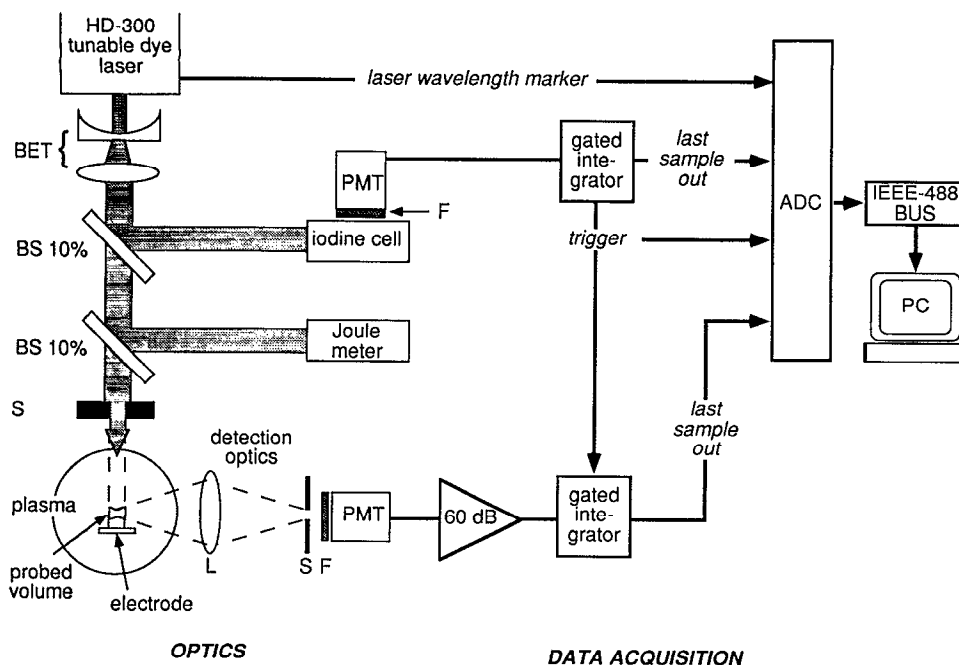 HD-300
tunable dye
laser
laser wavelength marker
BET
PMT
F
gated
inte-
grator
last
sample
out
ADC
IEEE-488
BUS
BS 10%
iodine cell
trigger
PC
BS 10%
Joule
meter
S
last
sample
out
detection
optics
plasma
PMT
60 dB
gated
inte-
grator
L
S F
probed
volume
electrode
OPTICS
DATA ACQUISITION